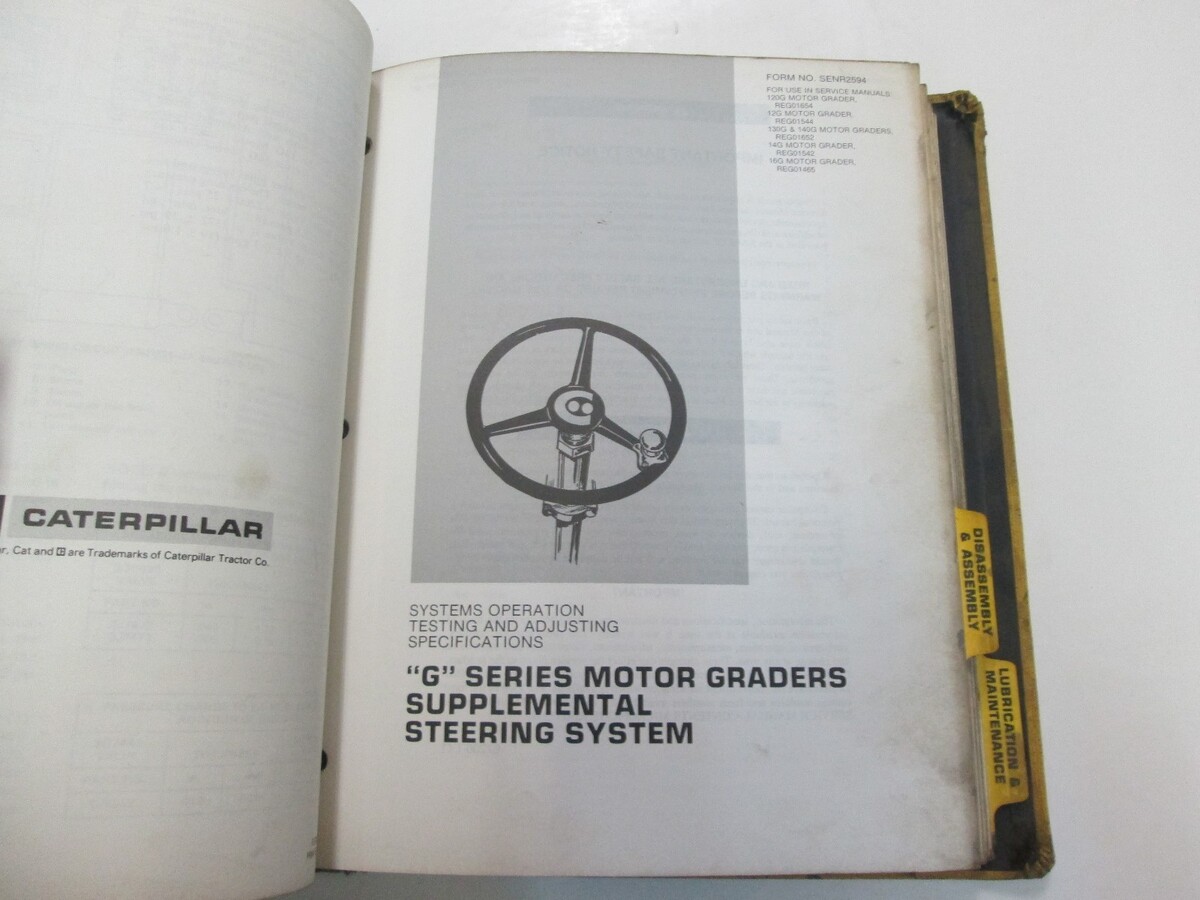 CATERPILLAR
Cat and C are Trademarks of Caterpillar Tractor Co.
FORM NO. SENR2594
FOR USE IN SERVICE MANUALS:
120G MOTOR GRADER,
REG01654
12G MOTOR GRADER,
REG01544
130G & 140G MOTOR GRADERS,
REG01652
14G MOTOR GRADER,
REG01542
16G MOTOR GRADER,
REG01465
SYSTEMS OPERATION
TESTING AND ADJUSTING
SPECIFICATIONS
“G” SERIES MOTOR GRADERS
SUPPLEMENTAL
STEERING SYSTEM
DISASSEMBLY
& ASSEMBLY
LUBRICATION &
MAINTENANCE